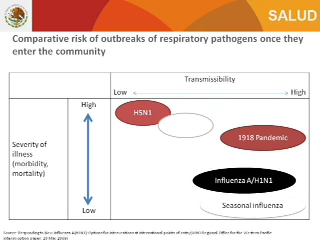 SALUD
Comparative risk of outbreaks of respiratory pathogens once they
enter the community
Transmissibility
Low
High
High
H5N1
1918 Pandemic
Severity of
illness
(morbidity,
mortality)
Influenza A/H1N1
Low
Seasonal influenza